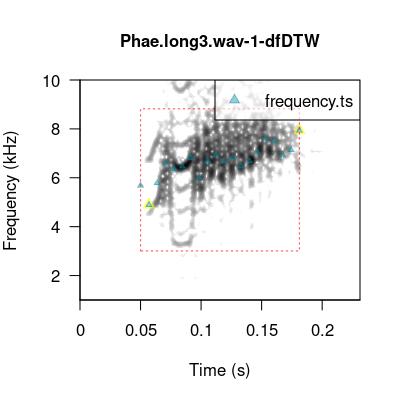 Phae.long3.wav-1-dfDTW
frequency.ts
Frequency (kHz)
10
8
6
4
2
0 0.05 0.1 0.15 0.2
Time (s)